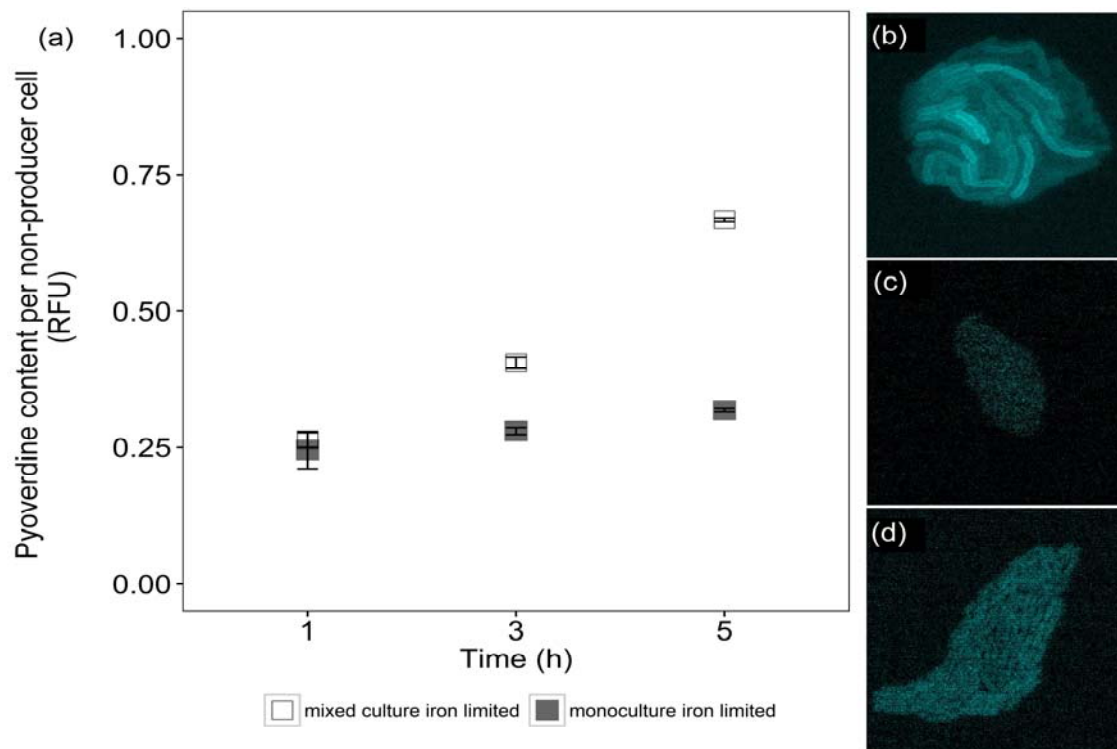 (a)
Pyoverdine content per non-producer cell
(RFU)
1.00
0.75
0.50
0.25
0.00
1 3 5
Time (h)
mixed culture iron limited monoculture iron limited
(b)
(c)
(d)